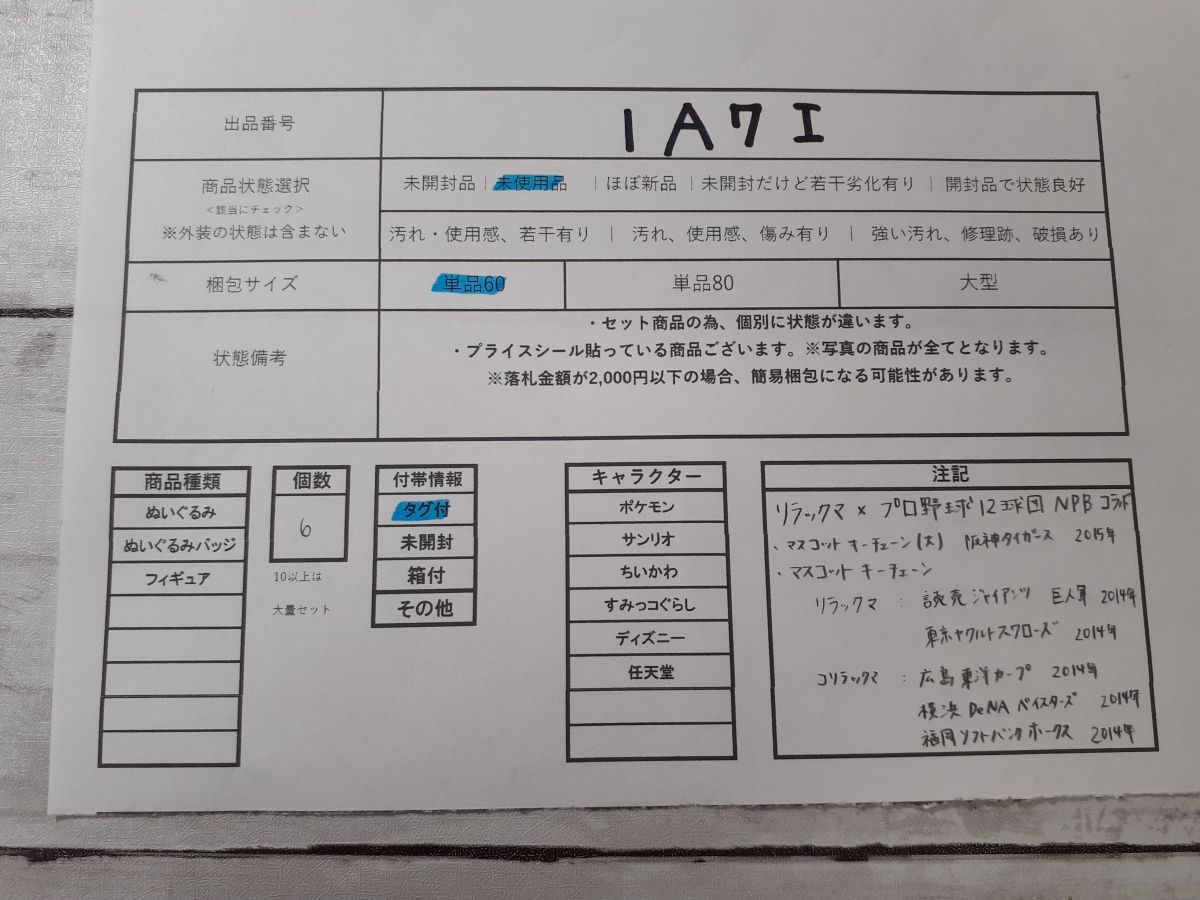 出品番号
1A7I
商品状態選択
<該当にチェック>
※外装の状態は含まない
未開封品 | 未使用品 | ほぼ新品 | 未開封だけど若干劣化有り | 開封品で状態良好
汚れ・使用感、若干有り | 汚れ、使用感、傷み有り | 強い汚れ、修理跡、破損あり
梱包サイズ
単品60
単品80
大型
状態備考
・セット商品の為、個別に状態が違います。
・プライスシール貼っている商品ございます。※写真の商品が全てとなります。
※落札金額が2,000円以下の場合、簡易梱包になる可能性があります。
商品種類
ぬいぐるみ
ぬいぐるみバッジ
フィギュア
個数
6
10以上は
大量セット
付帯情報
タグ付
未開封
箱付
その他
キャラクター
ポケモン
サンリオ
ちいかわ
すみっコぐらし
ディズニー
任天堂
注記
リラックマ × プロ野球12球団 NPB コラボ
・マスコット キーチェーン(大) 阪神タイガース 2015年
・マスコット キーチェーン
リラックマ : 読売ジャイアンツ 巨人軍 2014年
東京ヤクルトスワローズ 2014年
コリラックマ : 広島東洋カープ 2014年
横浜DeNAベイスターズ 2014年
福岡ソフトバンクホークス 2014年